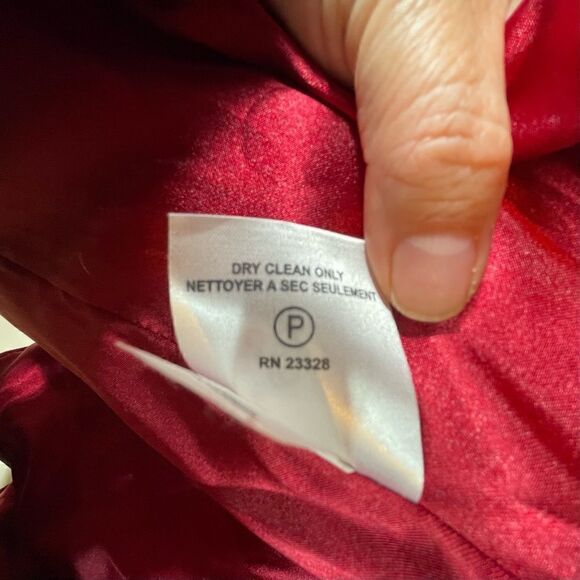 DRY CLEAN ONLY
NETTOYER A SEC SEULEMENT
P
RN 23328